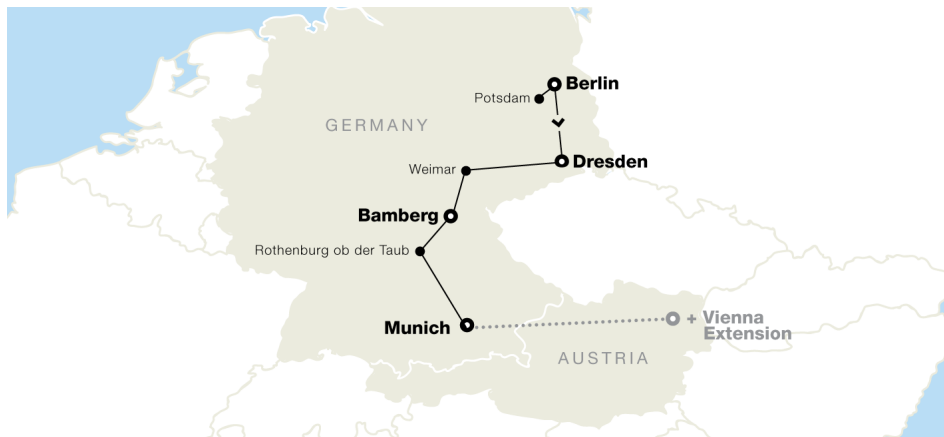 Berlin
Potsdam
GERMANY
Dresden
Weimar
Bamberg
Rothenburg ob der Taub
Munich
+ Vienna
Extension
AUSTRIA